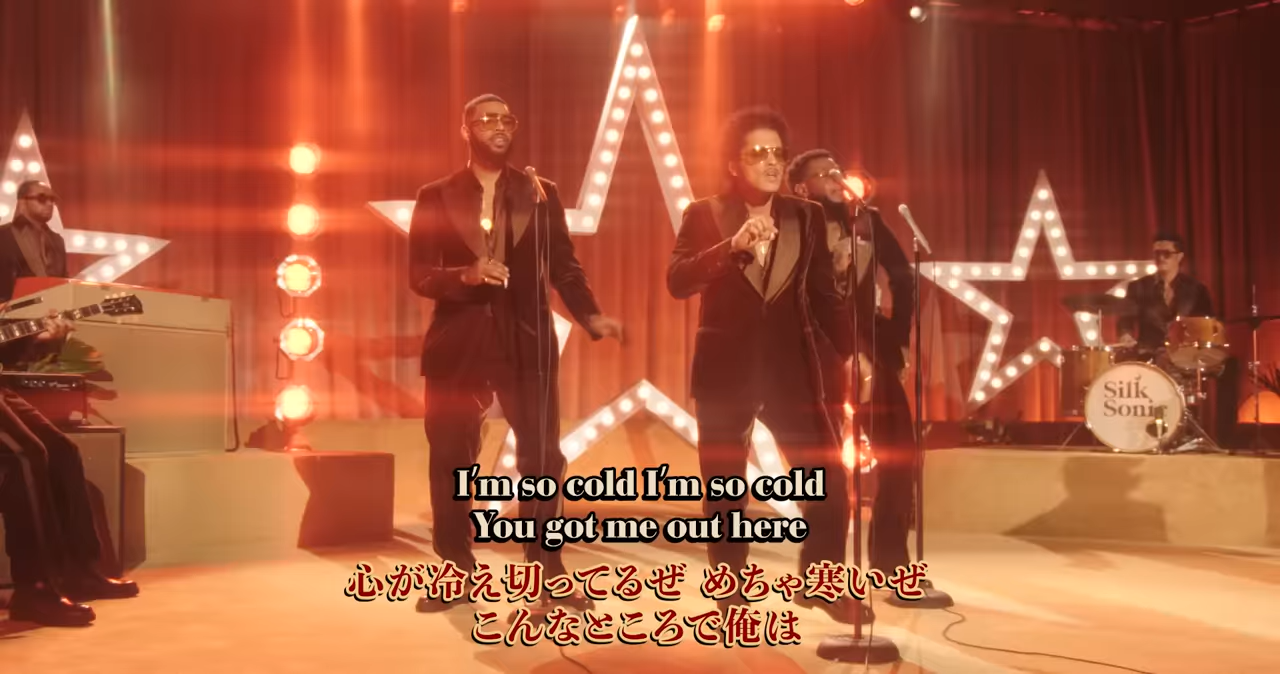 Silk
Sonic
I'm so cold I'm so cold
You got me out here
心が冷え切ってるぜ めちゃ寒いぜ
こんなところで俺は